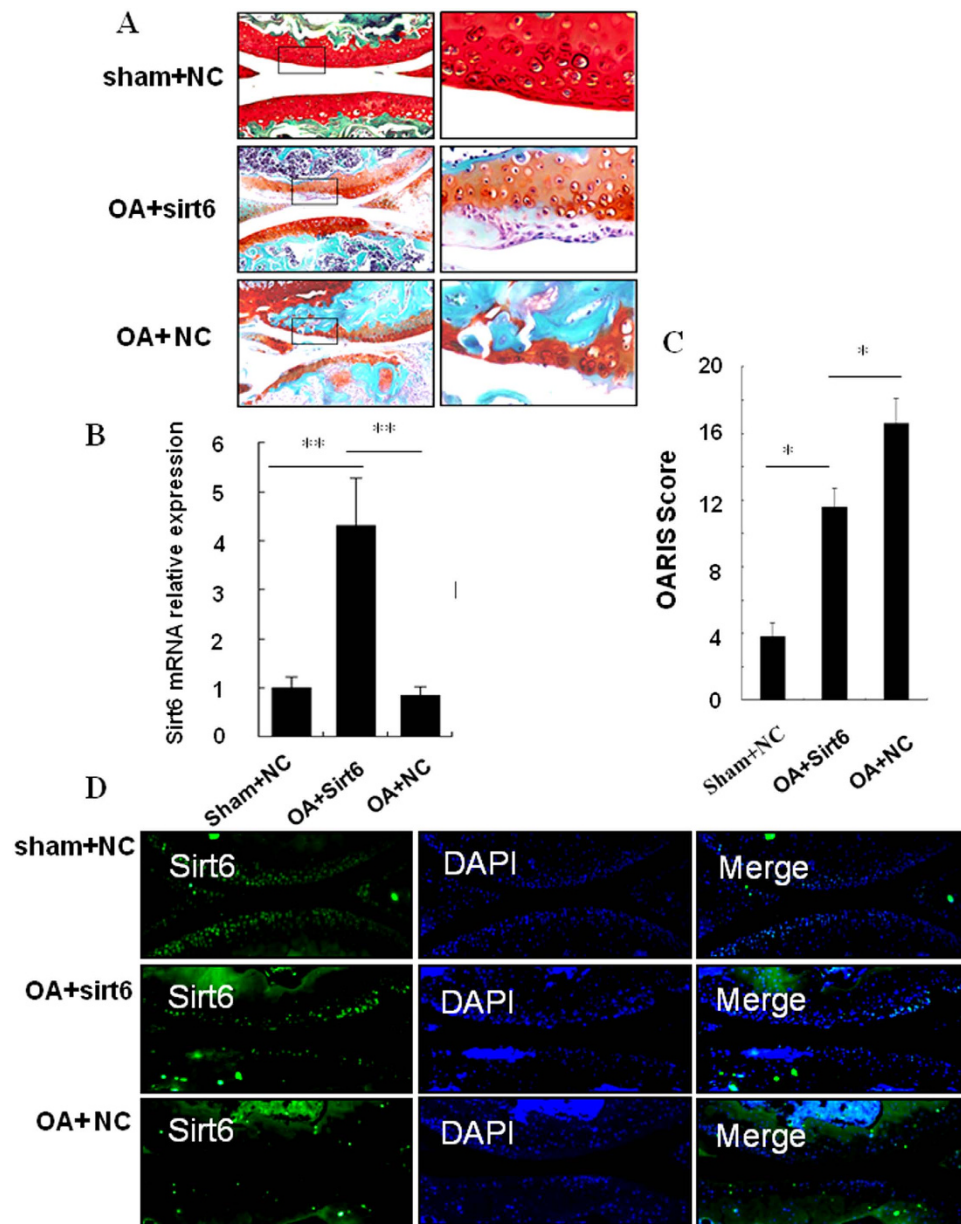 A
sham+NC
OA+sirt6
OA+NC
B
**
**
6
5
4
3
2
1
0
Sirt6 mRNA relative expression
Sham+NC
OA+Sirt6
OA+NC
C
*
*
20
16
12
8
4
0
OARIS Score
Sham+NC
OA+Sirt6
OA+NC
D
sham+NC
Sirt6
DAPI
Merge
OA+sirt6
Sirt6
DAPI
Merge
OA+NC
Sirt6
DAPI
Merge